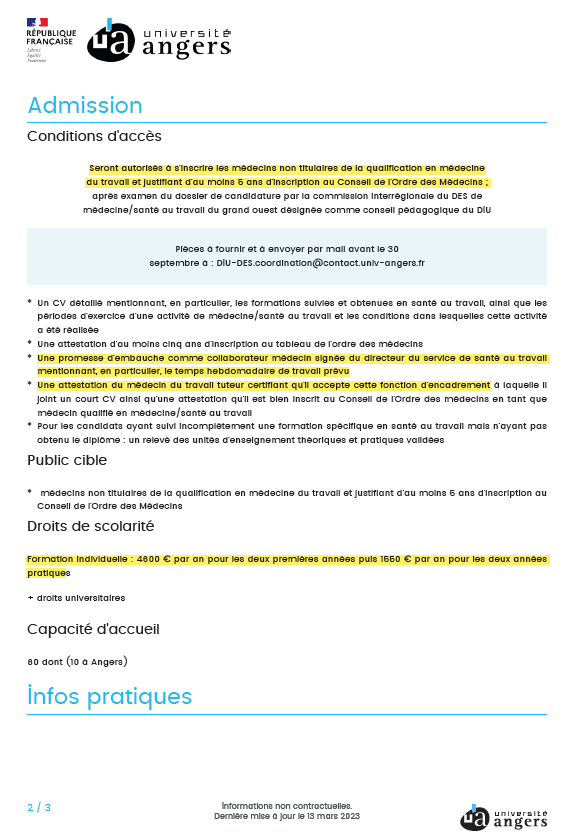 RÉPUBLIQUE
FRANÇAISE
Liberté
Égalité
Fraternité
ua université
angers
Admission
Conditions d'accès
Seront autorisés à s'inscrire les médecins non titulaires de la qualification en médecine
du travail et justifiant d'au moins 5 ans d'inscription au Conseil de l'Ordre des Médecins ;
après examen du dossier de candidature par la commission interrégionale du DES de
médecine/santé au travail du grand ouest désignée comme conseil pédagogique du DIU
Pièces à fournir et à envoyer par mail avant le 30
septembre à : DIU-DES.coordination@contact.univ-angers.fr
* Un CV détaillé mentionnant, en particulier, les formations suivies et obtenues en santé au travail, ainsi que les
périodes d'exercice d'une activité de médecine/santé au travail et les conditions dans lesquelles cette activité
a été réalisée
* Une attestation d'au moins cinq ans d'inscription au tableau de l'ordre des médecins
* Une promesse d'embauche comme collaborateur médecin signée du directeur du service de santé au travail
mentionnant, en particulier, le temps hebdomadaire de travail prévu
* Une attestation du médecin du travail tuteur certifiant qu'il accepte cette fonction d'encadrement à laquelle il
joint un court CV ainsi qu'une attestation qu'il est bien inscrit au Conseil de l'Ordre des médecins en tant que
médecin qualifié en médecine/santé au travail
* Pour les candidats ayant suivi incomplètement une formation spécifique en santé au travail mais n'ayant pas
obtenu le diplôme : un relevé des unités d'enseignement théoriques et pratiques validées
Public cible
* médecins non titulaires de la qualification en médecine du travail et justifiant d'au moins 5 ans d'inscription au
Conseil de l'Ordre des Médecins
Droits de scolarité
Formation individuelle : 4600 € par an pour les deux premières années puis 1550 € par an pour les deux années
pratiques
+ droits universitaires
Capacité d'accueil
60 dont (10 à Angers)
Infos pratiques
2 / 3
Informations non contractuelles.
Dernière mise à jour le 13 mars 2023
ua université
angers